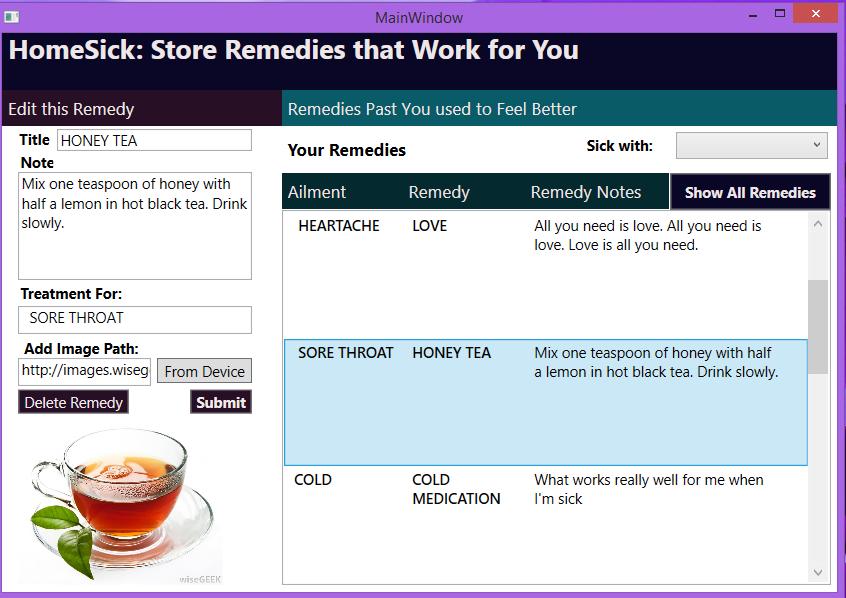 MainWindow
HomeSick: Store Remedies that Work for You
Edit this Remedy
Title HONEY TEA
Note
Mix one teaspoon of honey with
half a lemon in hot black tea. Drink
slowly.
Treatment For:
SORE THROAT
Add Image Path:
http://images.wiseg From Device
Delete Remedy Submit
wiseGEEK
Remedies Past You used to Feel Better
Your Remedies Sick with:
Ailment Remedy Remedy Notes Show All Remedies
HEARTACHE LOVE All you need is love. All you need is
love. Love is all you need.
SORE THROAT HONEY TEA Mix one teaspoon of honey with half
a lemon in hot black tea. Drink slowly.
COLD COLD What works really well for me when
MEDICATION I'm sick